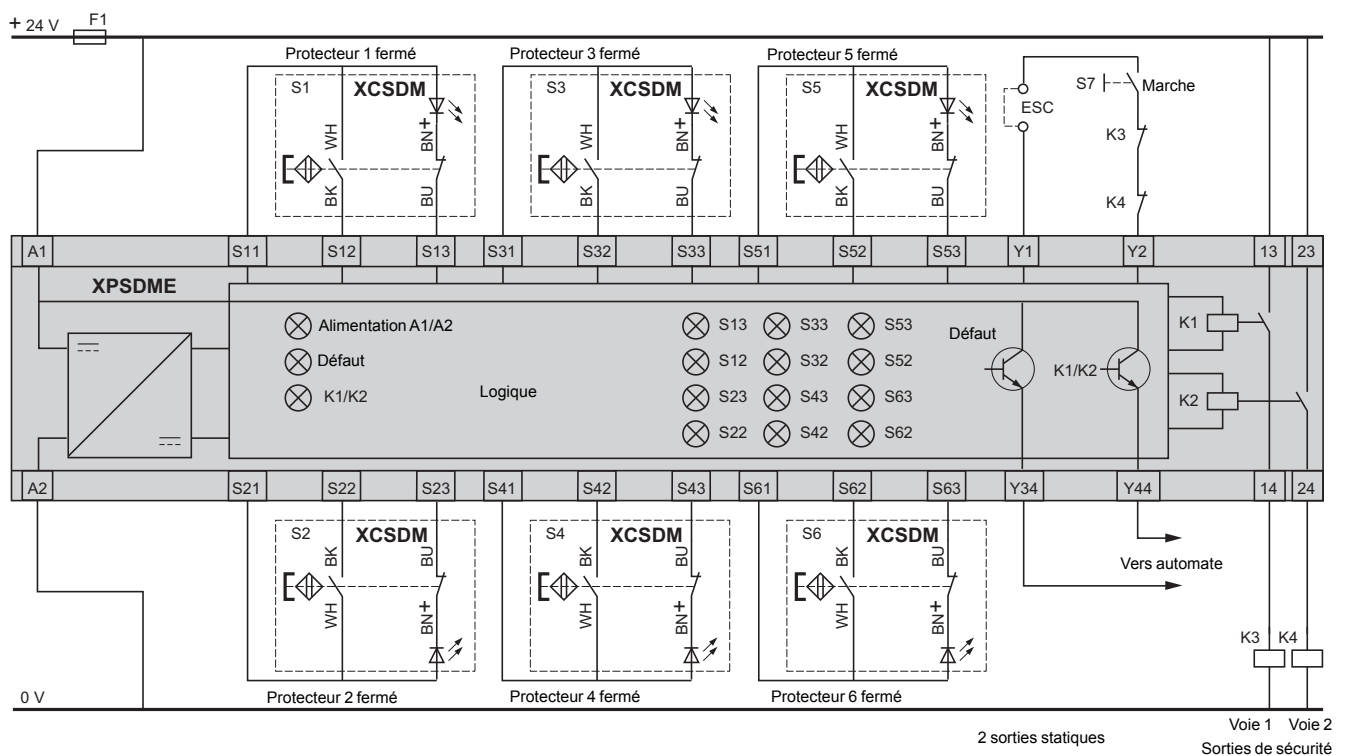 + 24 V F1
Protecteur 1 fermé Protecteur 3 fermé Protecteur 5 fermé
S1 XCSDM S3 XCSDM S5 XCSDM S7 Marche
ESC
WH BN+ WH BN+ WH BN+ K3
BK BU BK BU BK BU K4
A1 S11 S12 S13 S31 S32 S33 S51 S52 S53 Y1 Y2 13 23
XPSDME
Alimentation A1/A2 S13 S33 S53 Défaut K1
Défaut S12 S32 S52 K1/K2
K1/K2 Logique S23 S43 S63 K2
S22 S42 S62
A2 S21 S22 S23 S41 S42 S43 S61 S62 S63 Y34 Y44 14 24
S2 XCSDM S4 XCSDM S6 XCSDM
BK BU BK BU BK BU
Vers automate
WH BN+ WH BN+ WH BN+
K3 K4
0 V Protecteur 2 fermé Protecteur 4 fermé Protecteur 6 fermé
Voie 1 Voie 2
2 sorties statiques Sorties de sécurité